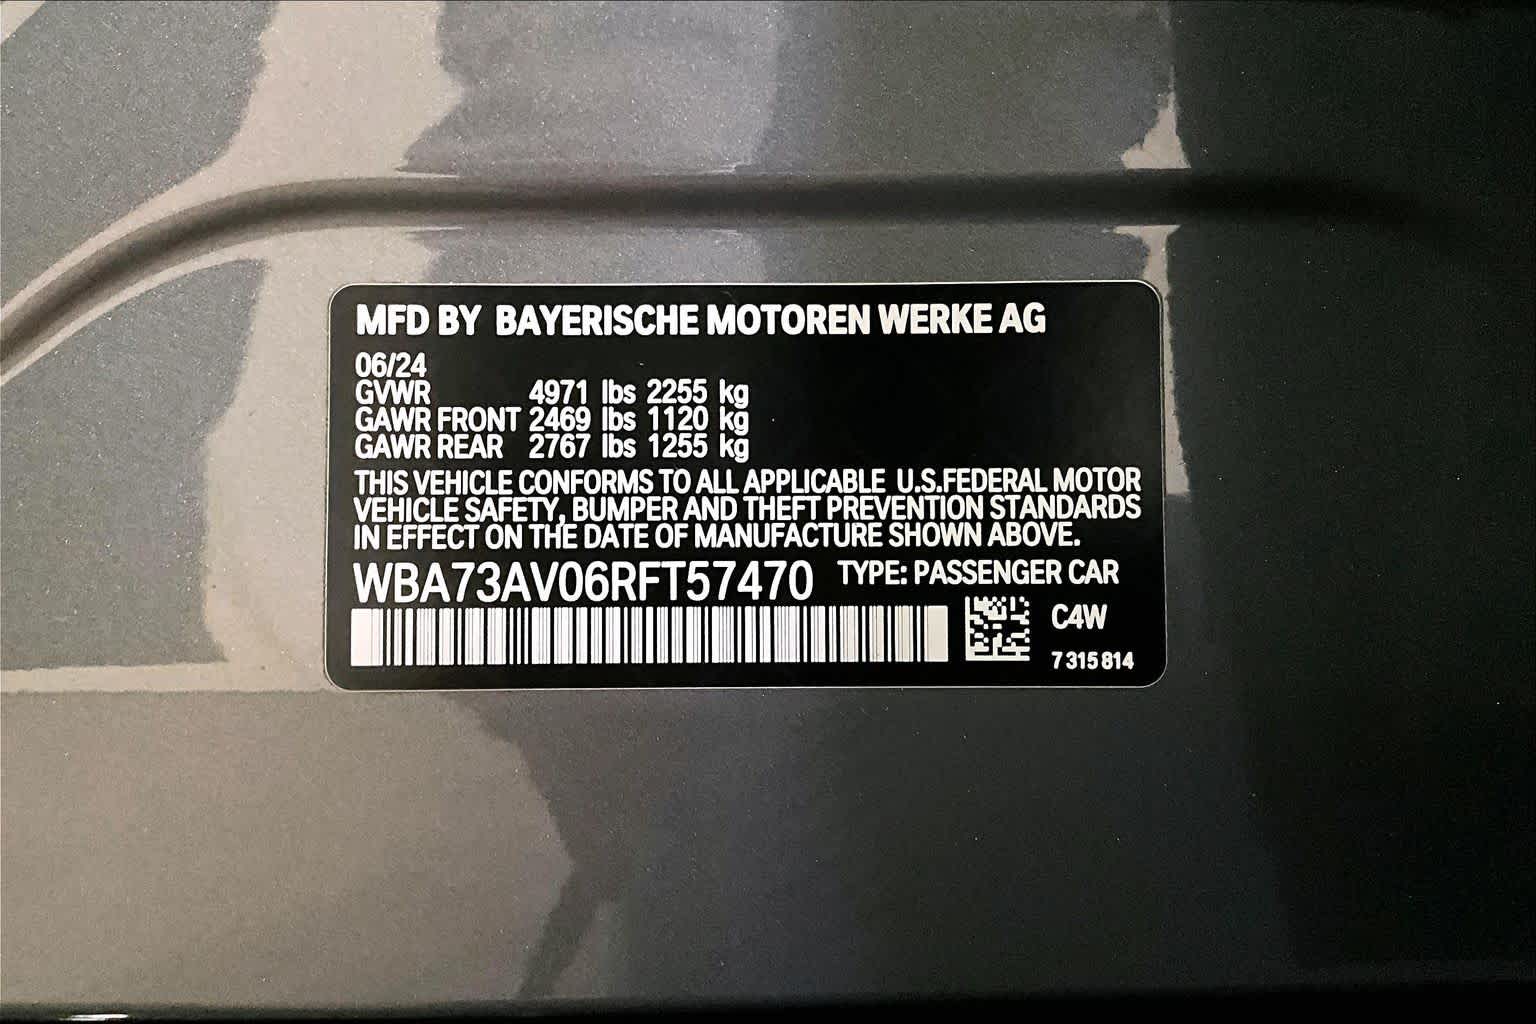 MFD BY BAYERISCHE MOTOREN WERKE AG
06/24
GVWR 4971 lbs 2255 kg
GAWR FRONT 2469 lbs 1120 kg
GAWR REAR 2767 lbs 1255 kg
THIS VEHICLE CONFORMS TO ALL APPLICABLE U.S.FEDERAL MOTOR
VEHICLE SAFETY, BUMPER AND THEFT PREVENTION STANDARDS
IN EFFECT ON THE DATE OF MANUFACTURE SHOWN ABOVE.
WBA73AV06RFT57470 TYPE: PASSENGER CAR
C4W
7 315 814